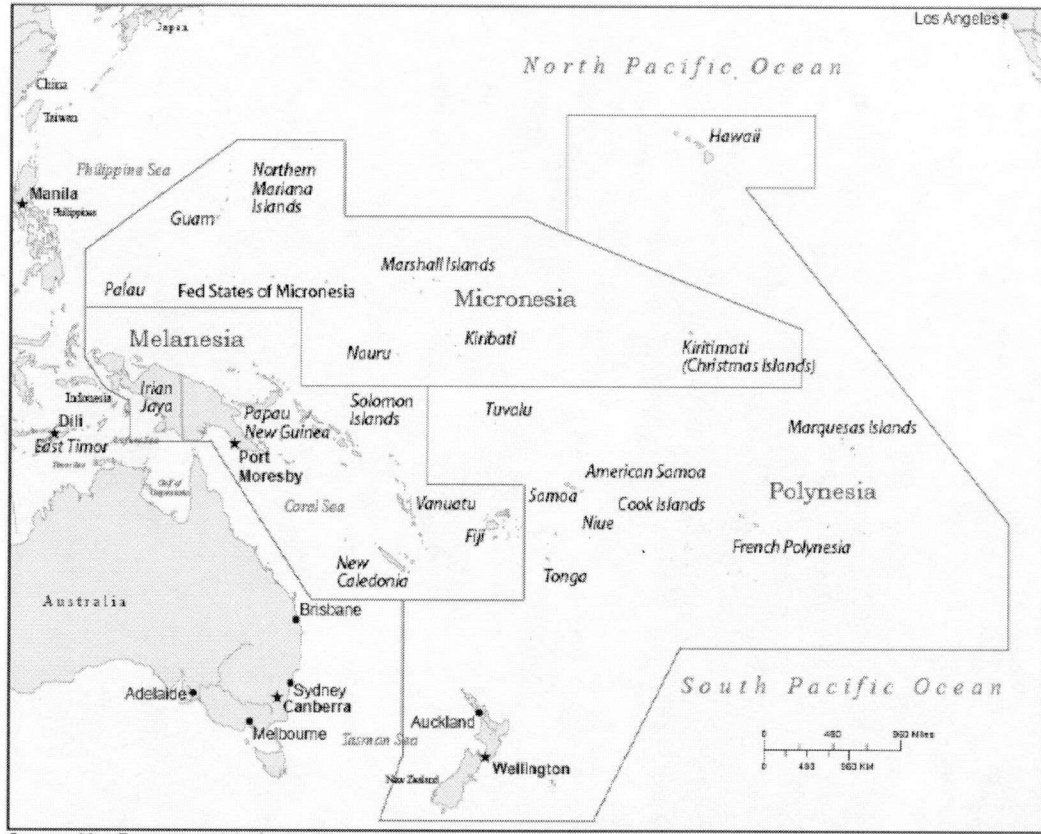 Japan
Los Angeles
North Pacific Ocean
China
Taiwan
Hawaii
Philippine Sea
Northern
Mariana
Islands
Manila
Philippines
Guam
Marshall Islands
Palau
Fed States of Micronesia
Micronesia
Melanesia
Kiribati
Nauru
Kiritimati
(Christmas Islands)
Irian
Jaya
Indonesia
Solomon
Islands
Tuvalu
Dili
Papau
New Guinea
Marquesas Islands
East Timor
Port
Moresby
American Samoa
Samoa
Polynesia
Coral Sea
Vanuatu
Cook Islands
Niue
Fiji
French Polynesia
New
Caledonia
Tonga
Australia
Brisbane
Adelaide
Sydney
Canberra
South Pacific Ocean
Auckland
Melbourne
Tasman Sea
Wellington
New Zealand
0 480 960 Miles
0 480 960 KM